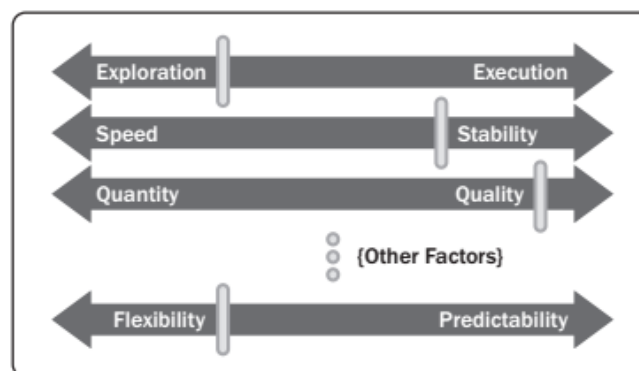 Exploration Execution
Speed Stability
Quantity Quality
{Other Factors}
Flexibility Predictability